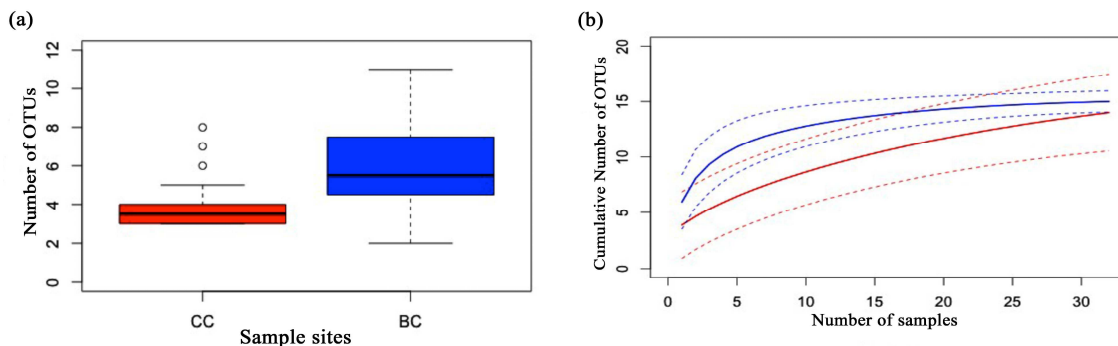 (a)
Number of OTUs
12
10
8
6
4
2
0
CC
BC
Sample sites
(b)
Cumulative Number of OTUs
20
15
10
5
0
0
5
10
15
20
25
30
Number of samples